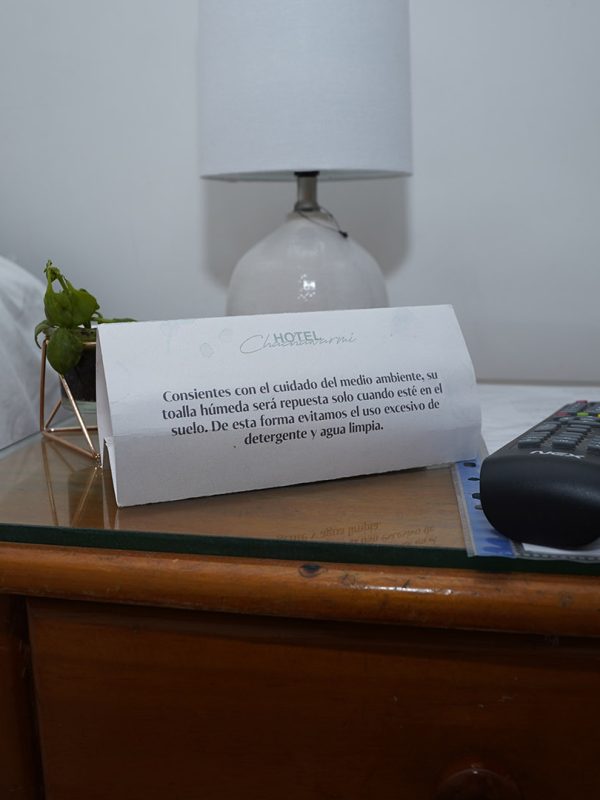 HOTEL
Chachawarmi
Consientes con el cuidado del medio ambiente, su
toalla húmeda será repuesta solo cuando esté en el
suelo. De esta forma evitamos el uso excesivo de
detergente y agua limpia.